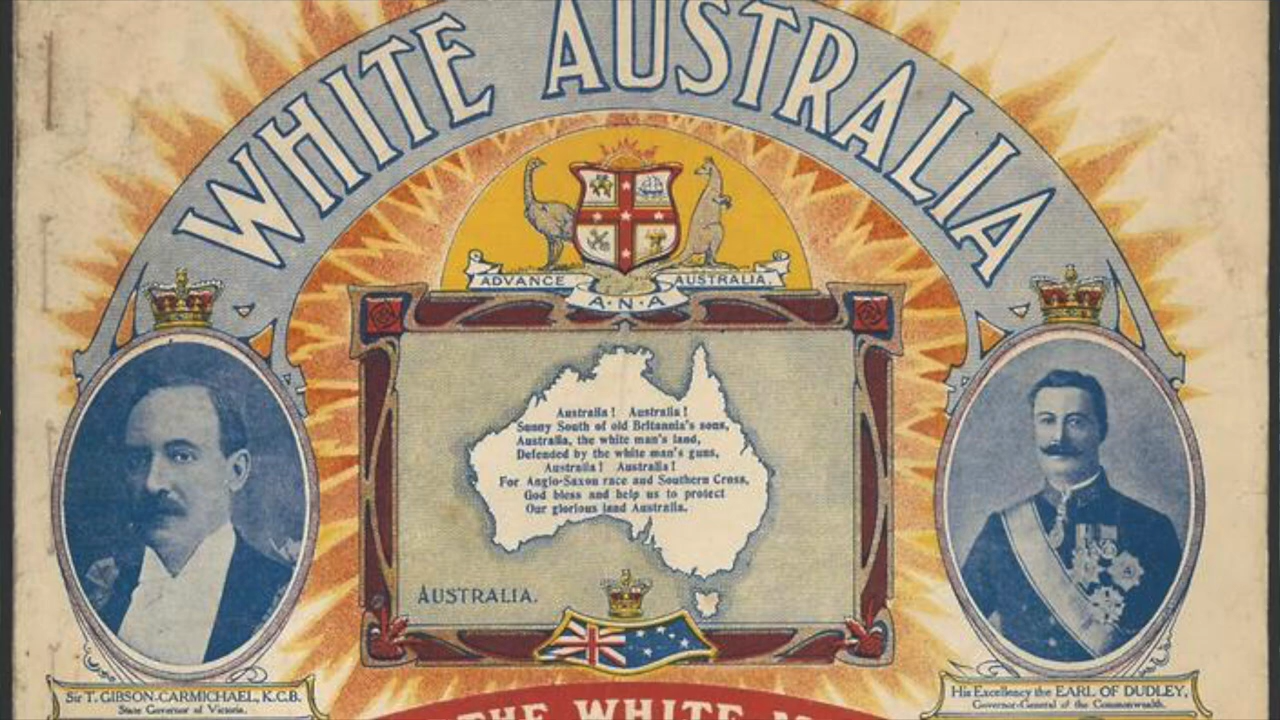 WHITE AUSTRALIA
ADVANCE AUSTRALIA.
A·N·A
Australia! Australia!
Sunny South of old Britannia's sons,
Australia, the white man's land,
Defended by the white man's guns,
Australia! Australia!
For Anglo-Saxon race and Southern Cross,
God bless and help us to protect
Our glorious land Australia.
AUSTRALIA.
Sir T. GIBSON-CARMICHAEL, K.C.B.
State Governor of Victoria.
His Excellency the EARL OF DUDLEY,
Governor-General of the Commonwealth.
THE WHITE